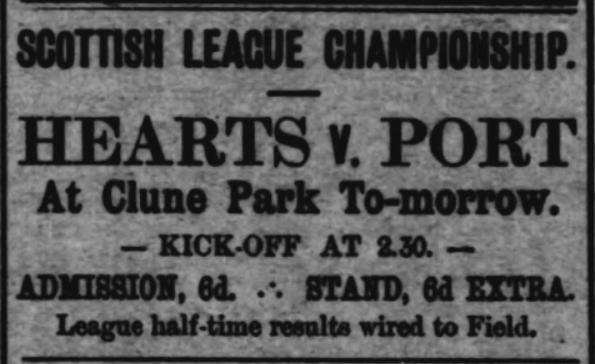 SCOTTISH LEAGUE CHAMPIONSHIP.
HEARTS v. PORT
At Clune Park To-morrow.
— KICK-OFF AT 2.30. —
ADMISSION, 6d. ∴ STAND, 6d EXTRA.
League half-time results wired to Field.